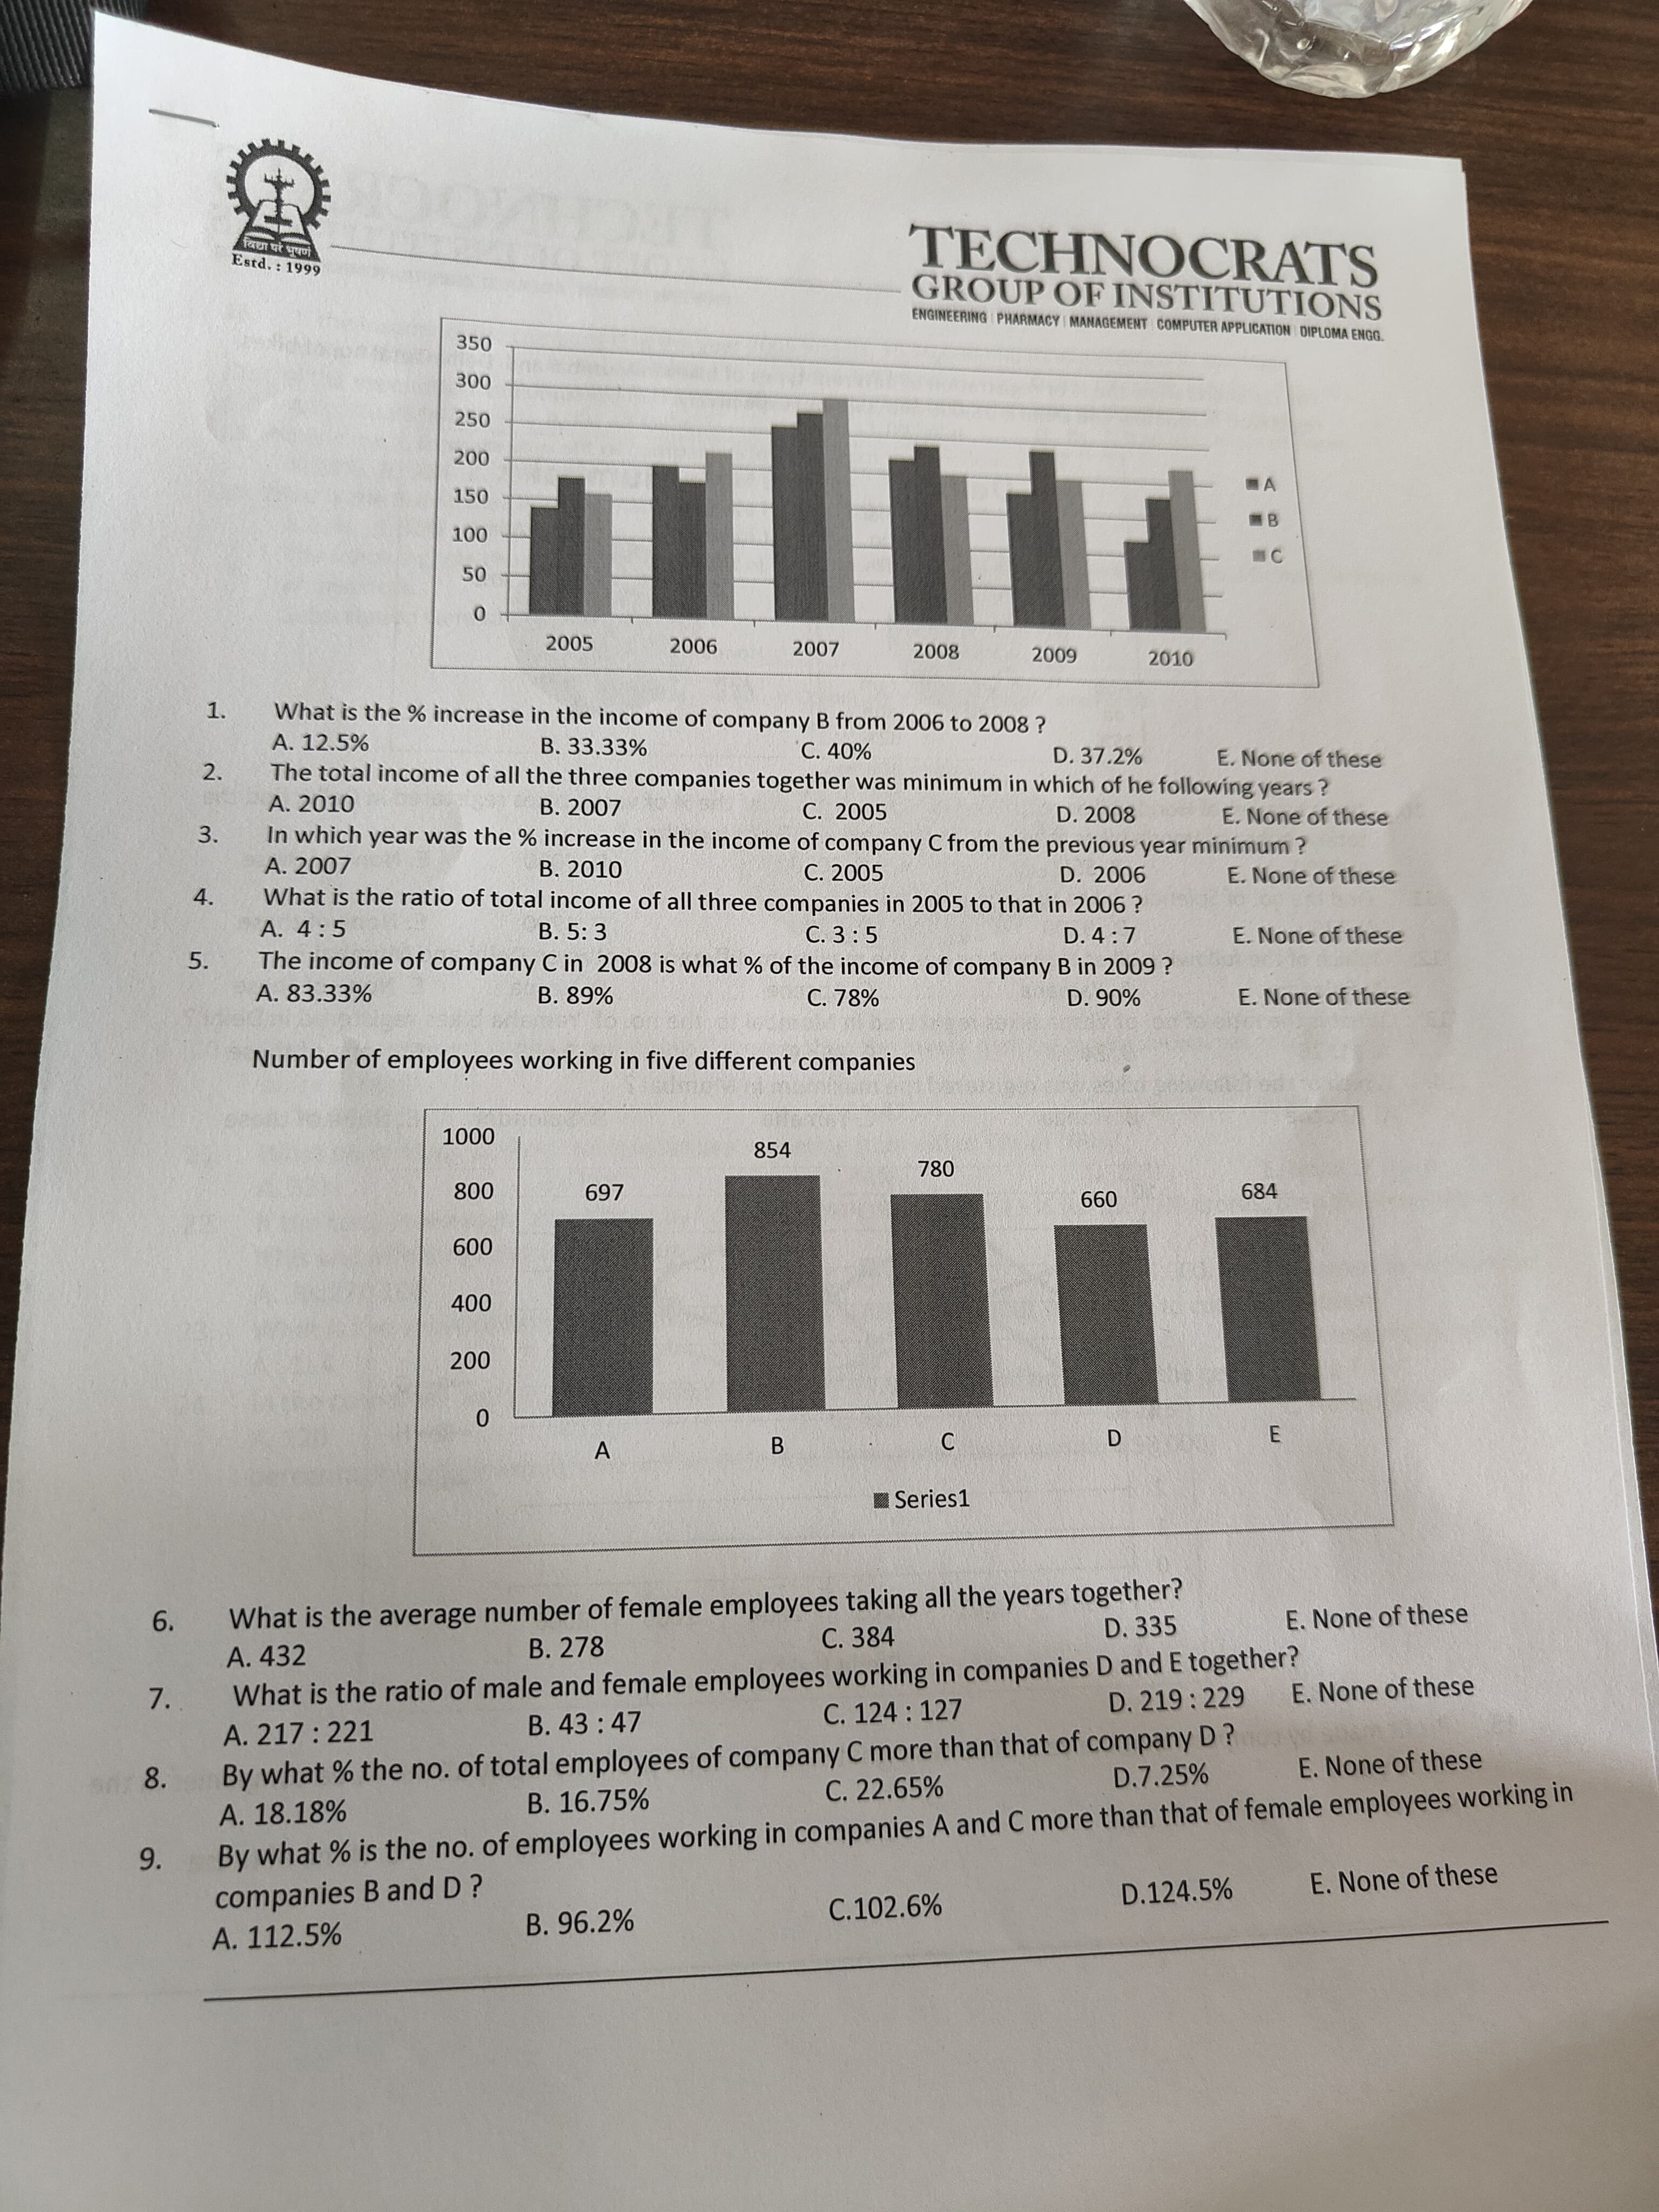 विद्या परं भूषणं
Estd. : 1999
TECHNOCRATS
GROUP OF INSTITUTIONS
ENGINEERING | PHARMACY | MANAGEMENT | COMPUTER APPLICATION | DIPLOMA ENGG.
350
300
250
200
150
100
50
0
2005 2006 2007 2008 2009 2010
A
B
C
1. What is the % increase in the income of company B from 2006 to 2008 ?
A. 12.5% B. 33.33% C. 40% D. 37.2% E. None of these
2. The total income of all the three companies together was minimum in which of he following years ?
A. 2010 B. 2007 C. 2005 D. 2008 E. None of these
3. In which year was the % increase in the income of company C from the previous year minimum ?
A. 2007 B. 2010 C. 2005 D. 2006 E. None of these
4. What is the ratio of total income of all three companies in 2005 to that in 2006 ?
A. 4 : 5 B. 5: 3 C. 3 : 5 D. 4 : 7 E. None of these
5. The income of company C in 2008 is what % of the income of company B in 2009 ?
A. 83.33% B. 89% C. 78% D. 90% E. None of these
Number of employees working in five different companies
1000
800
600
400
200
0
697 854 780 660 684
A B C D E
Series1
6. What is the average number of female employees taking all the years together?
A. 432 B. 278 C. 384 D. 335 E. None of these
7. What is the ratio of male and female employees working in companies D and E together?
A. 217 : 221 B. 43 : 47 C. 124 : 127 D. 219 : 229 E. None of these
8. By what % the no. of total employees of company C more than that of company D ?
A. 18.18% B. 16.75% C. 22.65% D.7.25% E. None of these
9. By what % is the no. of employees working in companies A and C more than that of female employees working in
companies B and D ?
A. 112.5% B. 96.2% C.102.6% D.124.5% E. None of these